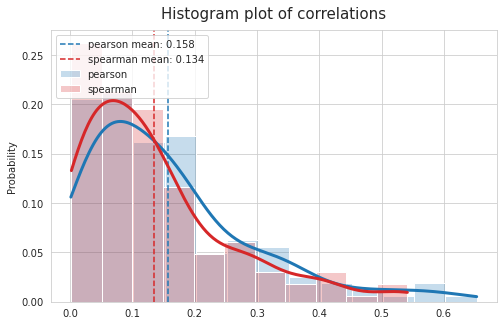 Histogram plot of correlations
pearson mean: 0.158
spearman mean: 0.134
pearson
spearman
Probability
0.25
0.20
0.15
0.10
0.05
0.00
0.0 0.1 0.2 0.3 0.4 0.5 0.6